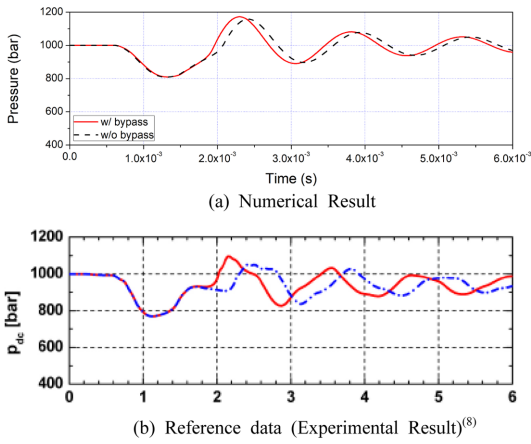 1200
1000
800
600
400
Pressure (bar)
w/ bypass
w/o bypass
0.0 1.0x10⁻³ 2.0x10⁻³ 3.0x10⁻³ 4.0x10⁻³ 5.0x10⁻³ 6.0x10⁻³
Time (s)
(a) Numerical Result
1200
1000
800
600
400
p_dc [bar]
0 1 2 3 4 5 6
(b) Reference data (Experimental Result)⁽⁸⁾